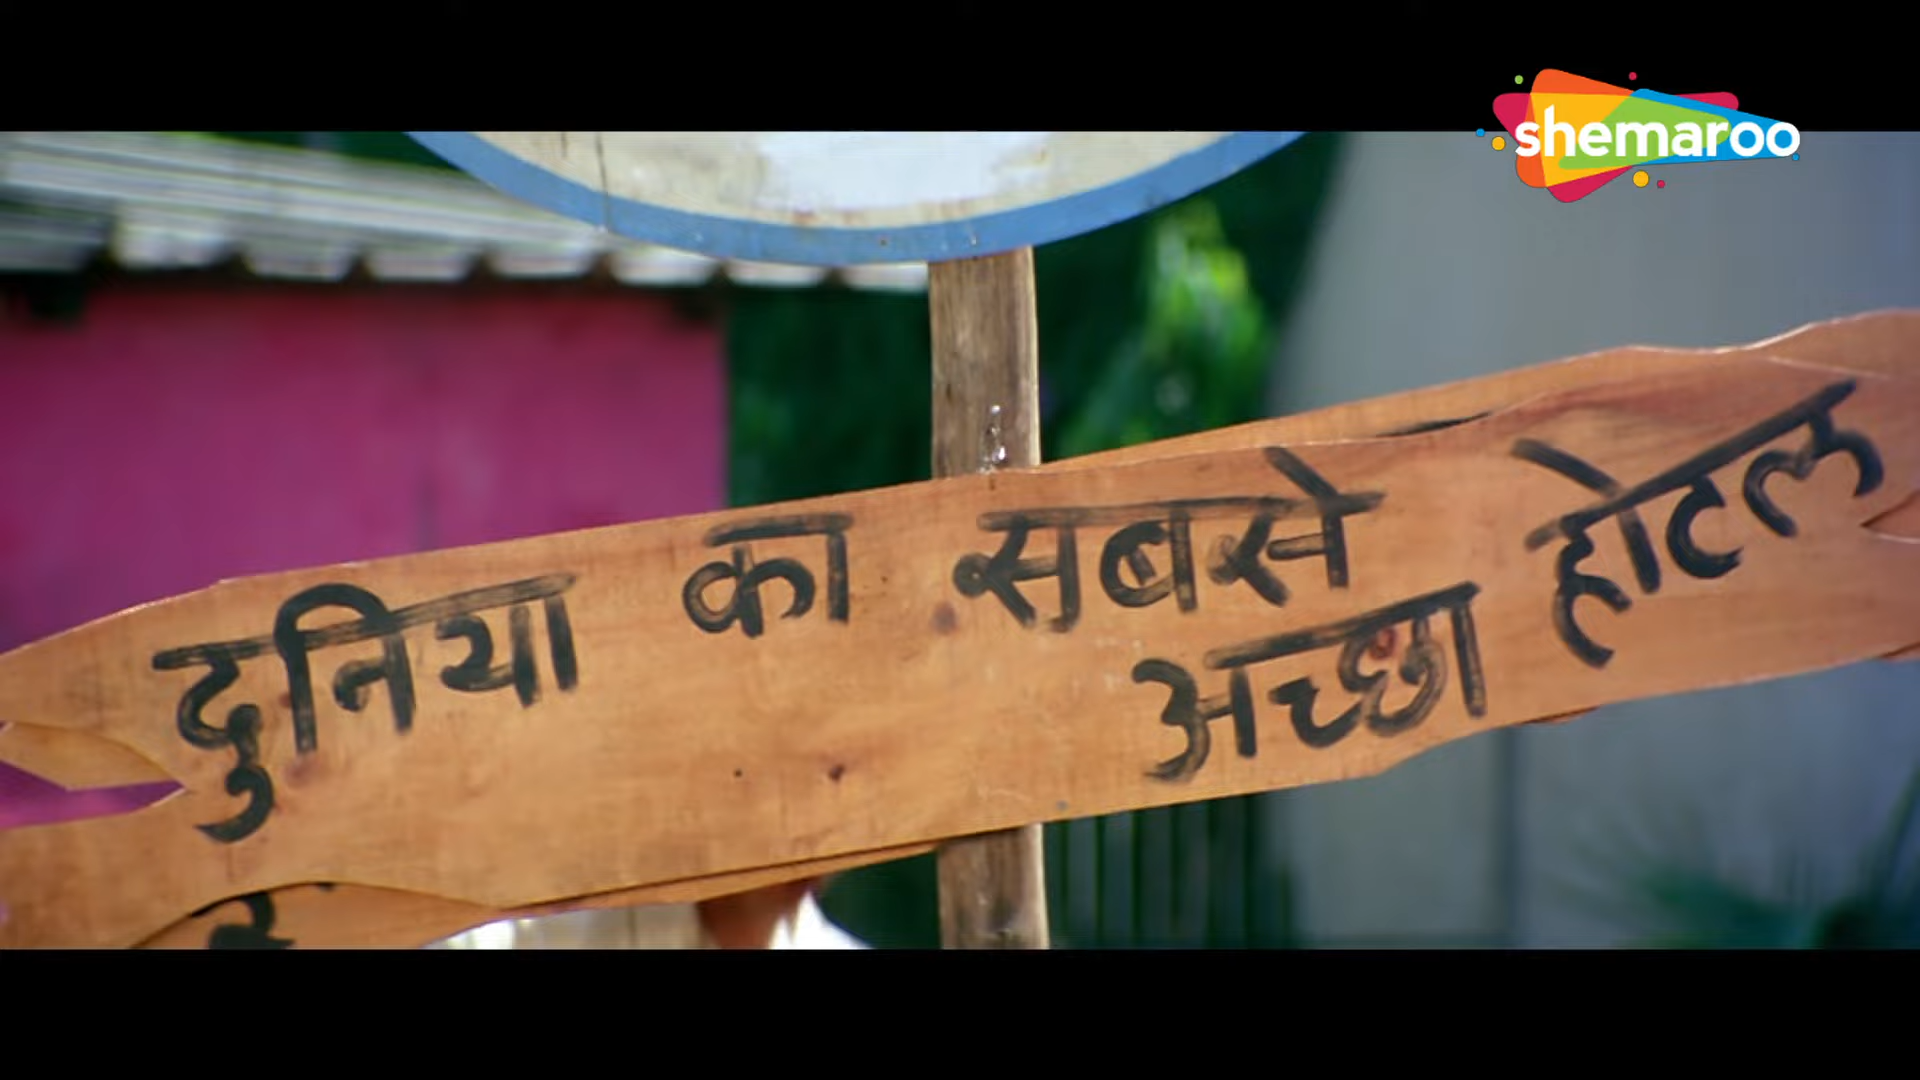 shemaroo
दुनिया का सबसे
अच्छा होटल